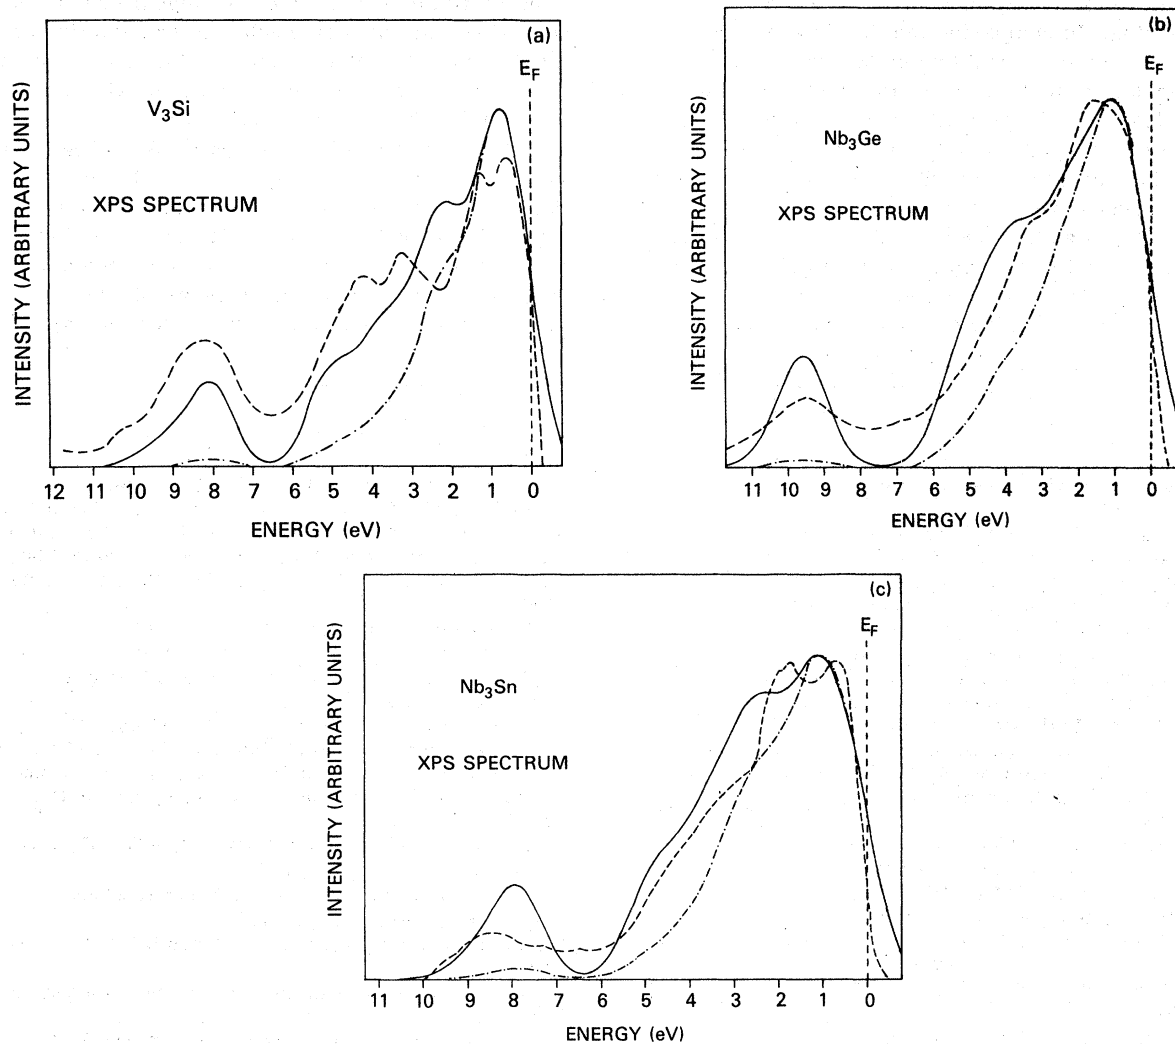 (a)
E_F
V₃Si
XPS SPECTRUM
INTENSITY (ARBITRARY UNITS)
12 11 10 9 8 7 6 5 4 3 2 1 0
ENERGY (eV)
(b)
E_F
Nb₃Ge
XPS SPECTRUM
INTENSITY (ARBITRARY UNITS)
11 10 9 8 7 6 5 4 3 2 1 0
ENERGY (eV)
(c)
E_F
Nb₃Sn
XPS SPECTRUM
INTENSITY (ARBITRARY UNITS)
11 10 9 8 7 6 5 4 3 2 1 0
ENERGY (eV)